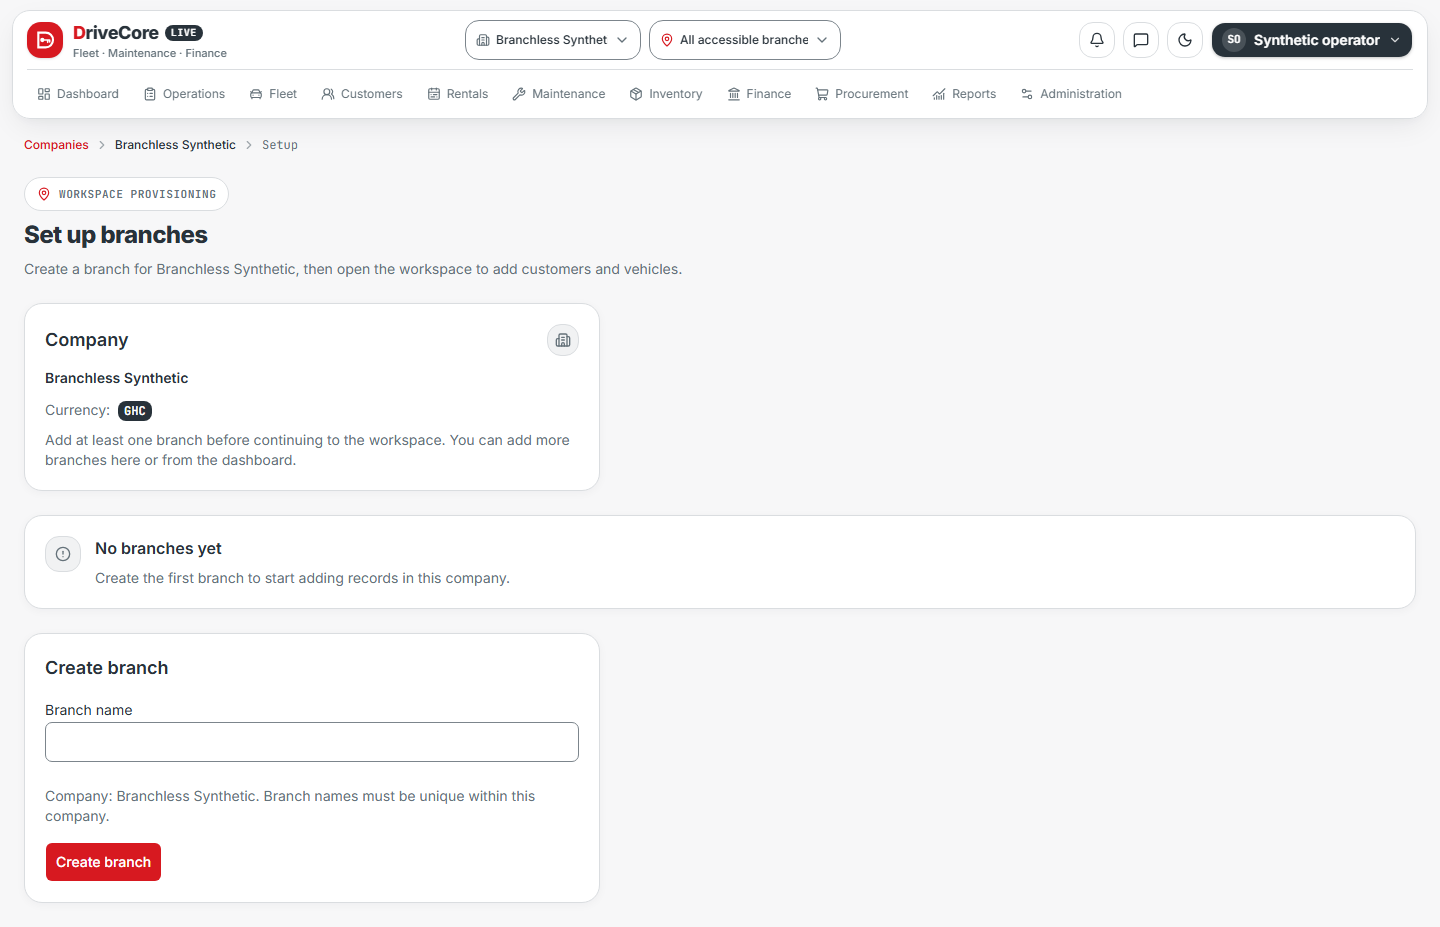 DriveCore LIVE
Fleet · Maintenance · Finance
Branchless Synthet
All accessible branche
SO Synthetic operator
Dashboard Operations Fleet Customers Rentals Maintenance Inventory Finance Procurement Reports Administration
Companies > Branchless Synthetic > Setup
WORKSPACE PROVISIONING
Set up branches
Create a branch for Branchless Synthetic, then open the workspace to add customers and vehicles.
Company
Branchless Synthetic
Currency: GHC
Add at least one branch before continuing to the workspace. You can add more
branches here or from the dashboard.
No branches yet
Create the first branch to start adding records in this company.
Create branch
Branch name
Company: Branchless Synthetic. Branch names must be unique within this
company.
Create branch